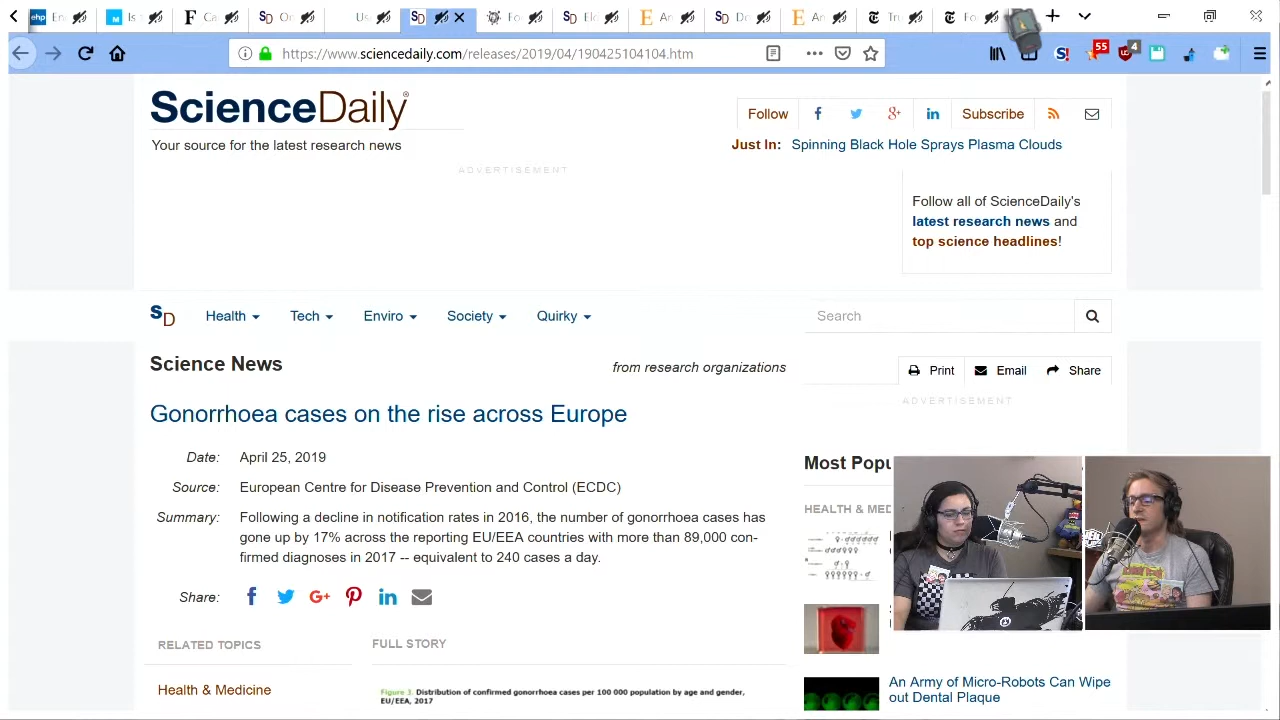 ehp
https://www.sciencedaily.com/releases/2019/04/190425104104.htm
55
4
ScienceDaily®
Your source for the latest research news
ADVERTISEMENT
Follow
Subscribe
Just In: Spinning Black Hole Sprays Plasma Clouds
Follow all of ScienceDaily's
latest research news and
top science headlines!
SD
Health
Tech
Enviro
Society
Quirky
Search
Science News
from research organizations
Print
Email
Share
ADVERTISEMENT
Gonorrhoea cases on the rise across Europe
Date: April 25, 2019
Source: European Centre for Disease Prevention and Control (ECDC)
Summary: Following a decline in notification rates in 2016, the number of gonorrhoea cases has
gone up by 17% across the reporting EU/EEA countries with more than 89,000 con-
firmed diagnoses in 2017 -- equivalent to 240 cases a day.
Share:
RELATED TOPICS
FULL STORY
Health & Medicine
Figure 3. Distribution of confirmed gonorrhoea cases per 100 000 population by age and gender,
EU/EEA, 2017
Most Popu
HEALTH & MED
An Army of Micro-Robots Can Wipe
out Dental Plaque